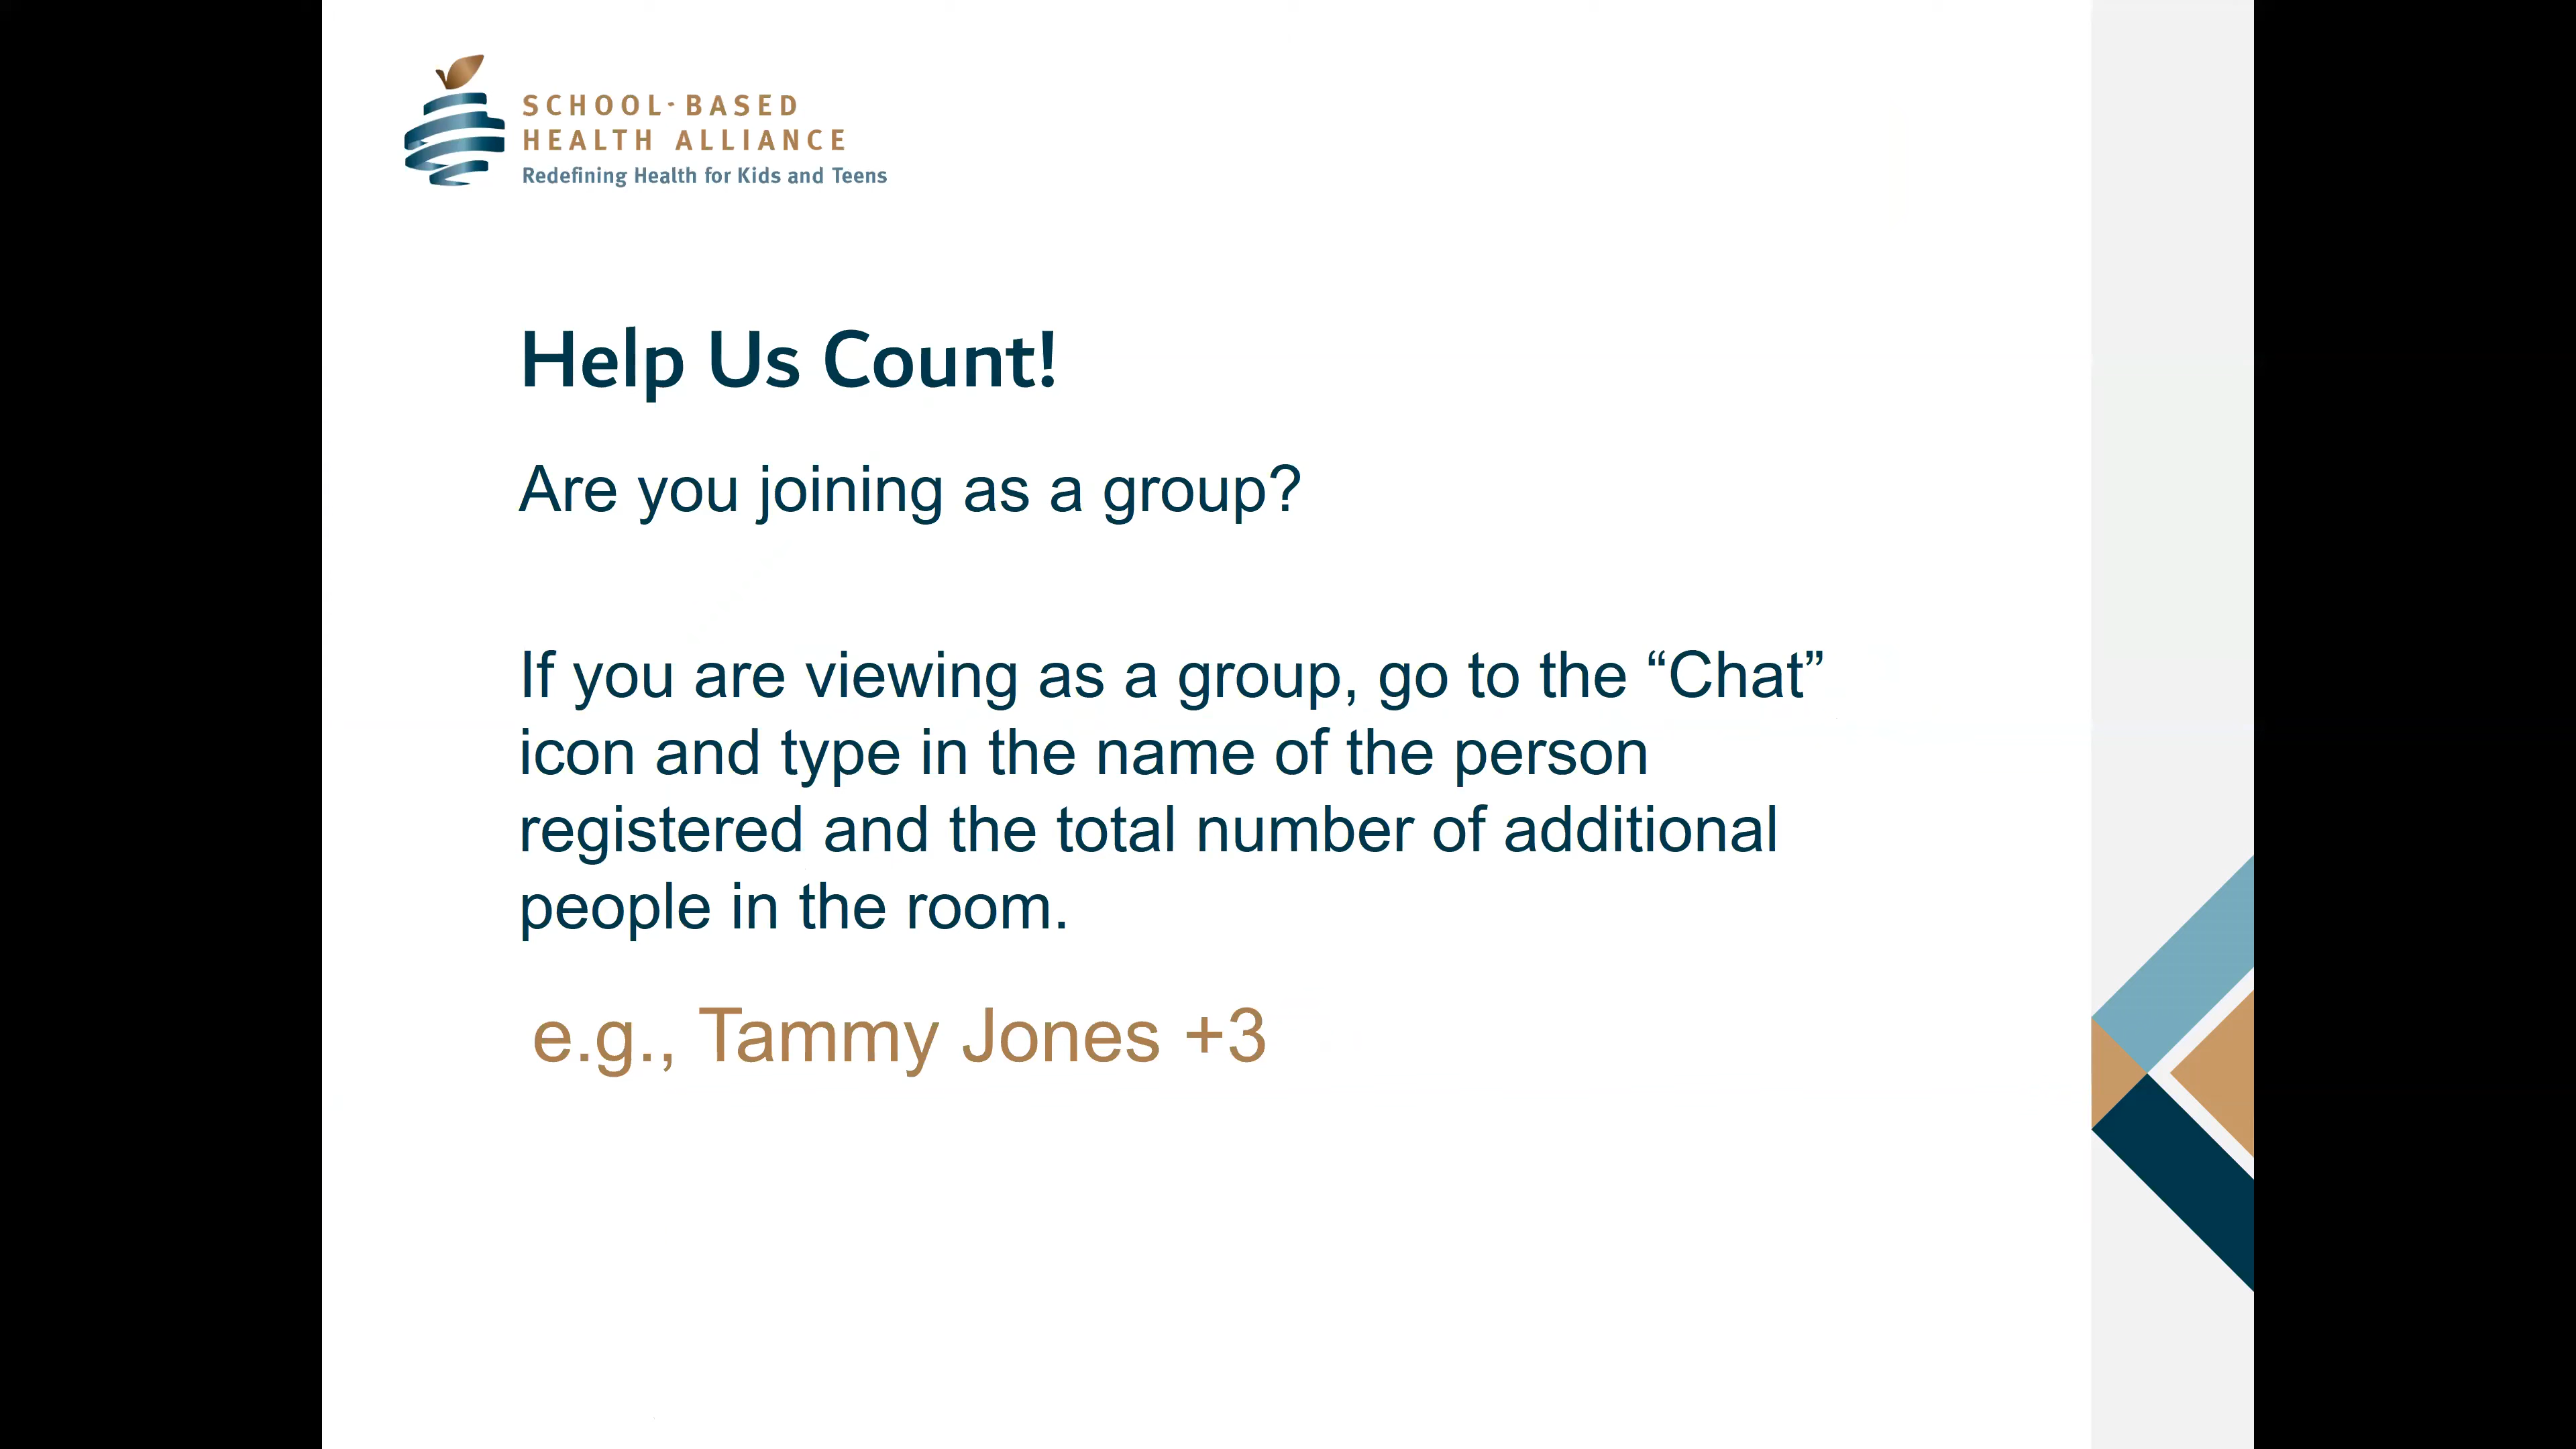 SCHOOL-BASED
HEALTH ALLIANCE
Redefining Health for Kids and Teens
Help Us Count!
Are you joining as a group?
If you are viewing as a group, go to the “Chat”
icon and type in the name of the person
registered and the total number of additional
people in the room.
e.g., Tammy Jones +3